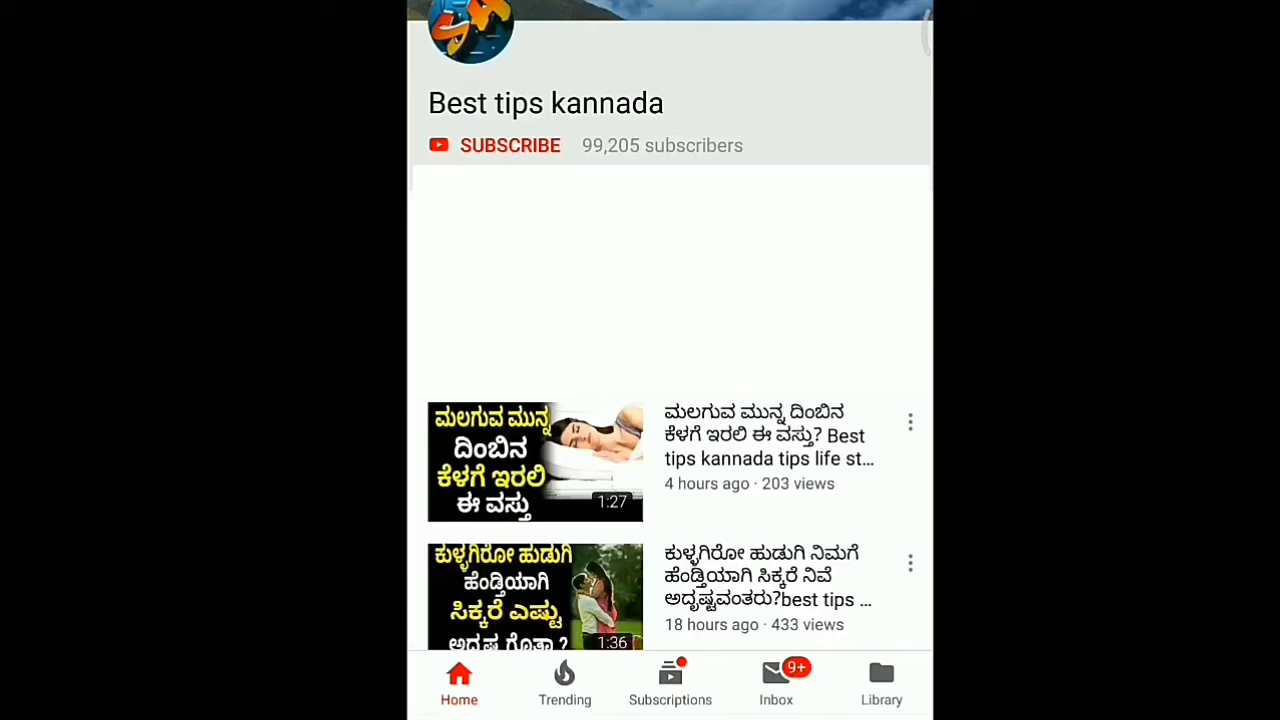 Best tips kannada
SUBSCRIBE 99,205 subscribers
ಮಲಗುವ ಮುನ್ನ
ದಿಂಬಿನ
ಕೆಳಗೆ ಇರಲಿ
ಈ ವಸ್ತು
1:27
ಮಲಗುವ ಮುನ್ನ ದಿಂಬಿನ
ಕೆಳಗೆ ಇರಲಿ ಈ ವಸ್ತು? Best
tips kannada tips life st...
4 hours ago · 203 views
ಕುಳ್ಳಗಿರೋ ಹುಡುಗಿ
ಹೆಂಡ್ತಿಯಾಗಿ
ಸಿಕ್ಕರೆ ಎಷ್ಟು
ಅದೃಷ್ಟ ಗೊತ್ತಾ ?
1:36
ಕುಳ್ಳಗಿರೋ ಹುಡುಗಿ ನಿಮಗೆ
ಹೆಂಡ್ತಿಯಾಗಿ ಸಿಕ್ಕರೆ ನಿವೆ
ಅದೃಷ್ಟವಂತರು?best tips ...
18 hours ago · 433 views
9+
Home Trending Subscriptions Inbox Library